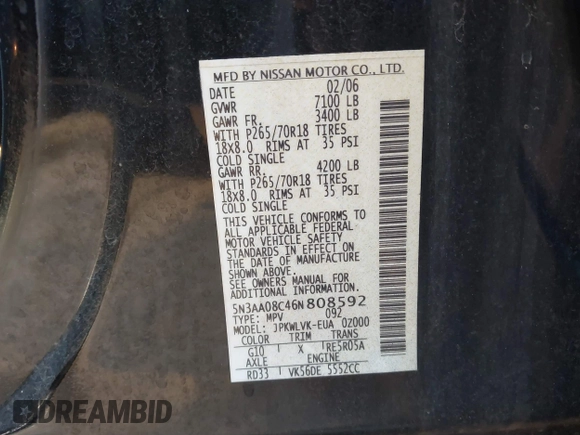 MFD BY NISSAN MOTOR CO., LTD.
DATE 02/06
GVWR 7100 LB
GAWR FR. 3400 LB
WITH P265/70R18 TIRES
18X8.0 RIMS AT 35 PSI
COLD SINGLE
GAWR RR. 4200 LB
WITH P265/70R18 TIRES
18X8.0 RIMS AT 35 PSI
COLD SINGLE
THIS VEHICLE CONFORMS TO
ALL APPLICABLE FEDERAL
MOTOR VEHICLE SAFETY
STANDARDS IN EFFECT ON
THE DATE OF MANUFACTURE
SHOWN ABOVE.
SEE OWNERS MANUAL FOR
ADDITIONAL INFORMATION.
5N3AA08C46N808592
TYPE: MPV 092
MODEL: JPKWLVK-EUA 0Z000
COLOR TRIM TRANS
G10 X RE5R05A
AXLE ENGINE
RD33 VK56DE 5552CC
DREAMBID